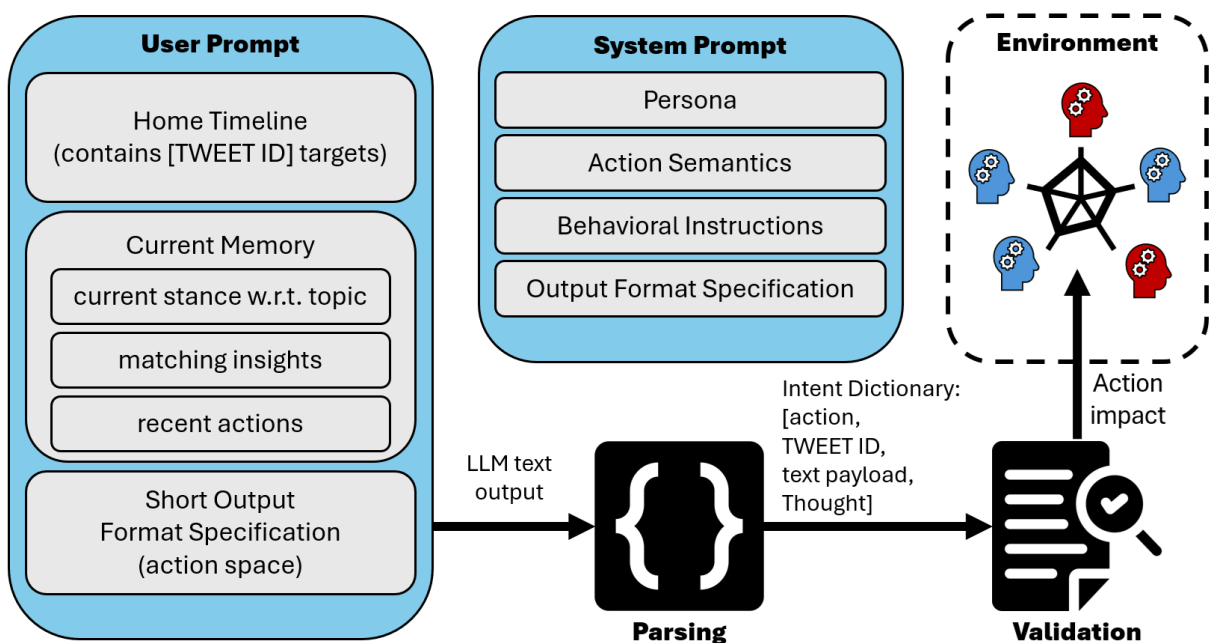 User Prompt
Home Timeline
(contains [TWEET ID] targets)
Current Memory
current stance w.r.t. topic
matching insights
recent actions
Short Output
Format Specification
(action space)
System Prompt
Persona
Action Semantics
Behavioral Instructions
Output Format Specification
Environment
LLM text
output
Parsing
Intent Dictionary:
[action,
TWEET ID,
text payload,
Thought]
Action
impact
Validation